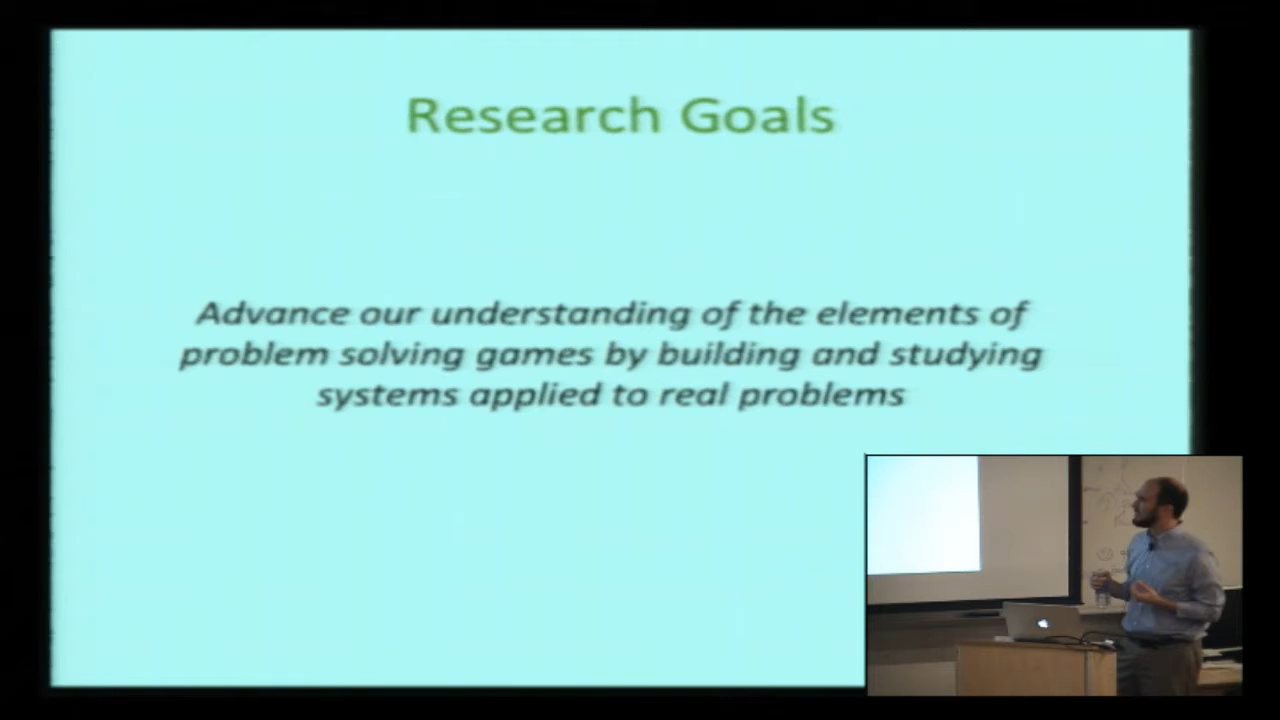 Research Goals
Advance our understanding of the elements of
problem solving games by building and studying
systems applied to real problems